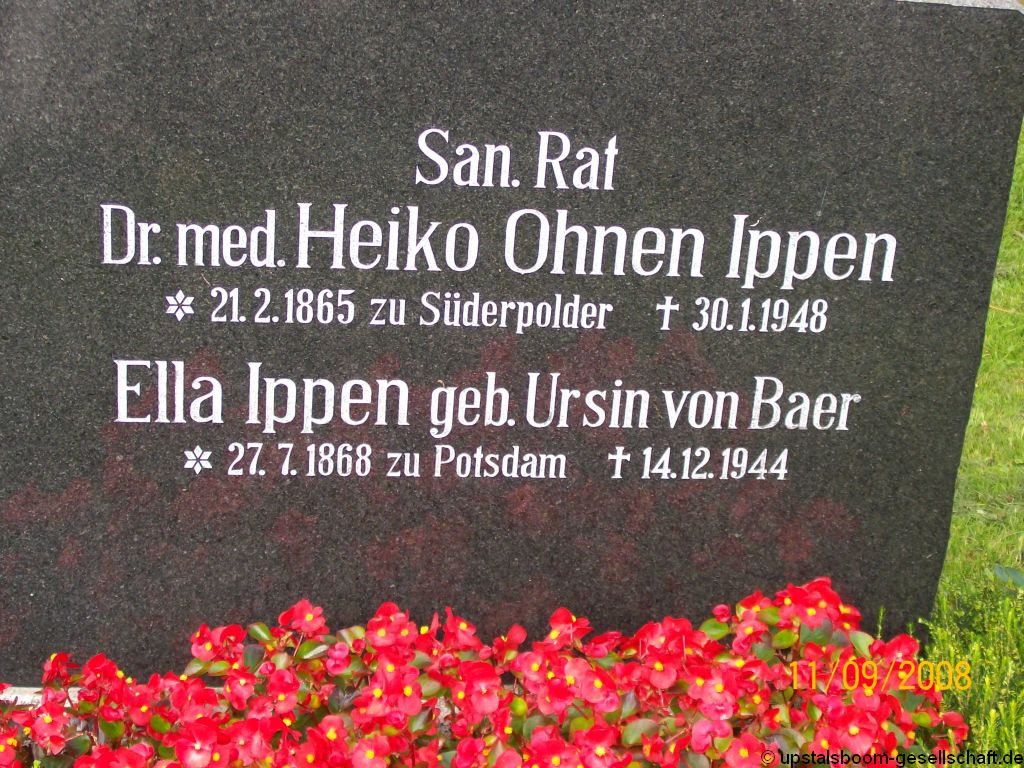 San. Rat
Dr. med. Heiko Ohnen Ippen
* 21.2.1865 zu Süderpolder † 30.1.1948
Ella Ippen geb. Ursin von Baer
* 27.7.1868 zu Potsdam † 14.12.1944
11/09/2008
© upstalsboom-gesellschaft.de